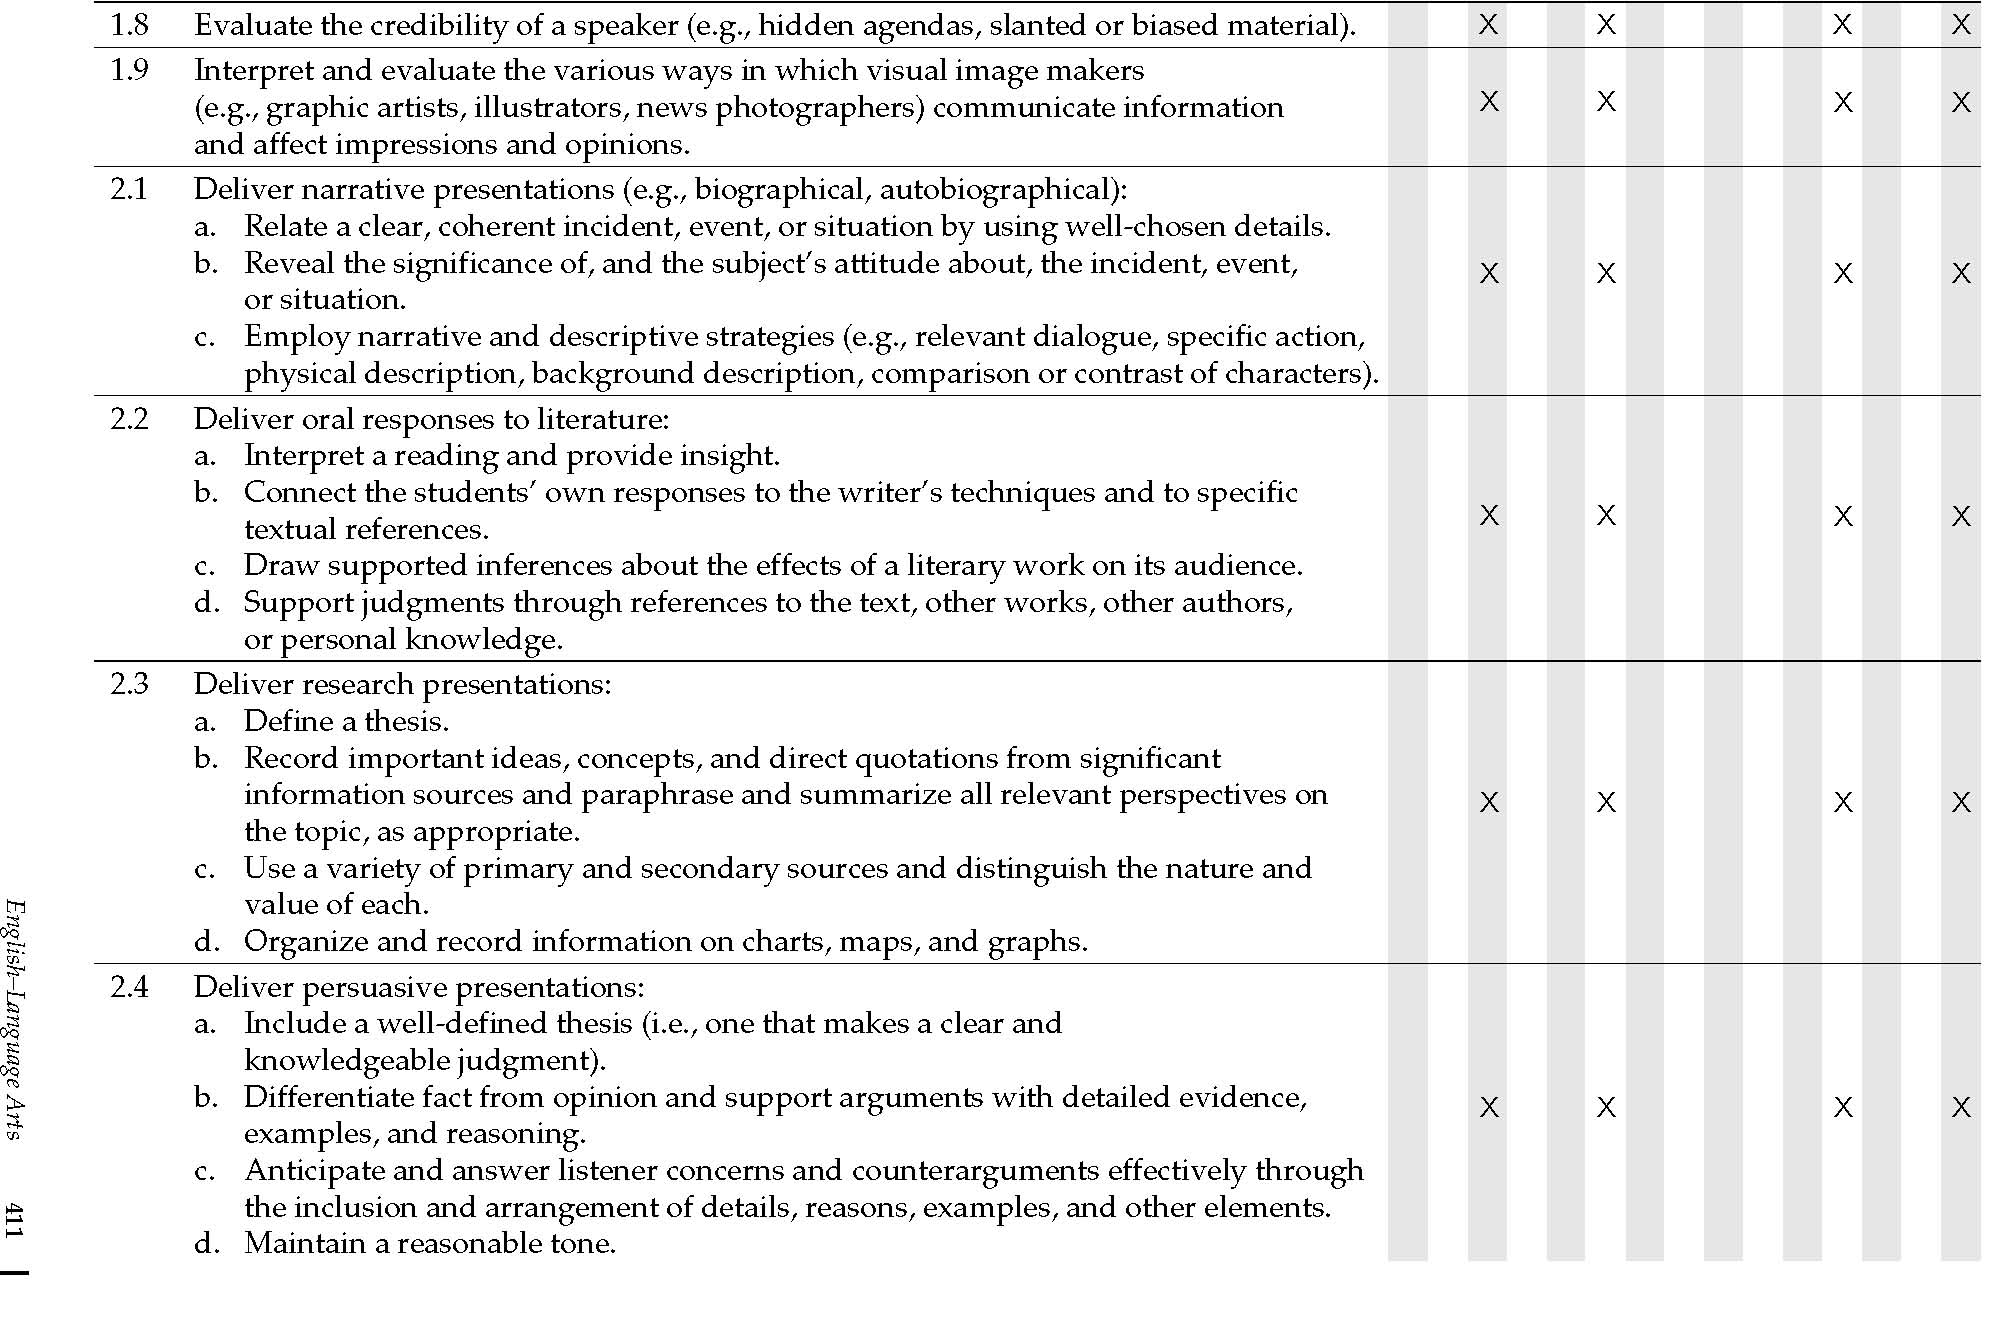 1.8 Evaluate the credibility of a speaker (e.g., hidden agendas, slanted or biased material). X X X X
1.9 Interpret and evaluate the various ways in which visual image makers
(e.g., graphic artists, illustrators, news photographers) communicate information X X X X
and affect impressions and opinions.
2.1 Deliver narrative presentations (e.g., biographical, autobiographical):
a. Relate a clear, coherent incident, event, or situation by using well-chosen details.
b. Reveal the significance of, and the subject's attitude about, the incident, event, X X X X
or situation.
c. Employ narrative and descriptive strategies (e.g., relevant dialogue, specific action,
physical description, background description, comparison or contrast of characters).
2.2 Deliver oral responses to literature:
a. Interpret a reading and provide insight.
b. Connect the students' own responses to the writer's techniques and to specific
textual references. X X X X
c. Draw supported inferences about the effects of a literary work on its audience.
d. Support judgments through references to the text, other works, other authors,
or personal knowledge.
2.3 Deliver research presentations:
a. Define a thesis.
b. Record important ideas, concepts, and direct quotations from significant
information sources and paraphrase and summarize all relevant perspectives on X X X X
the topic, as appropriate.
c. Use a variety of primary and secondary sources and distinguish the nature and
value of each.
d. Organize and record information on charts, maps, and graphs.
2.4 Deliver persuasive presentations:
a. Include a well-defined thesis (i.e., one that makes a clear and
knowledgeable judgment).
b. Differentiate fact from opinion and support arguments with detailed evidence, X X X X
examples, and reasoning.
c. Anticipate and answer listener concerns and counterarguments effectively through
the inclusion and arrangement of details, reasons, examples, and other elements.
d. Maintain a reasonable tone.
English–Language Arts 411